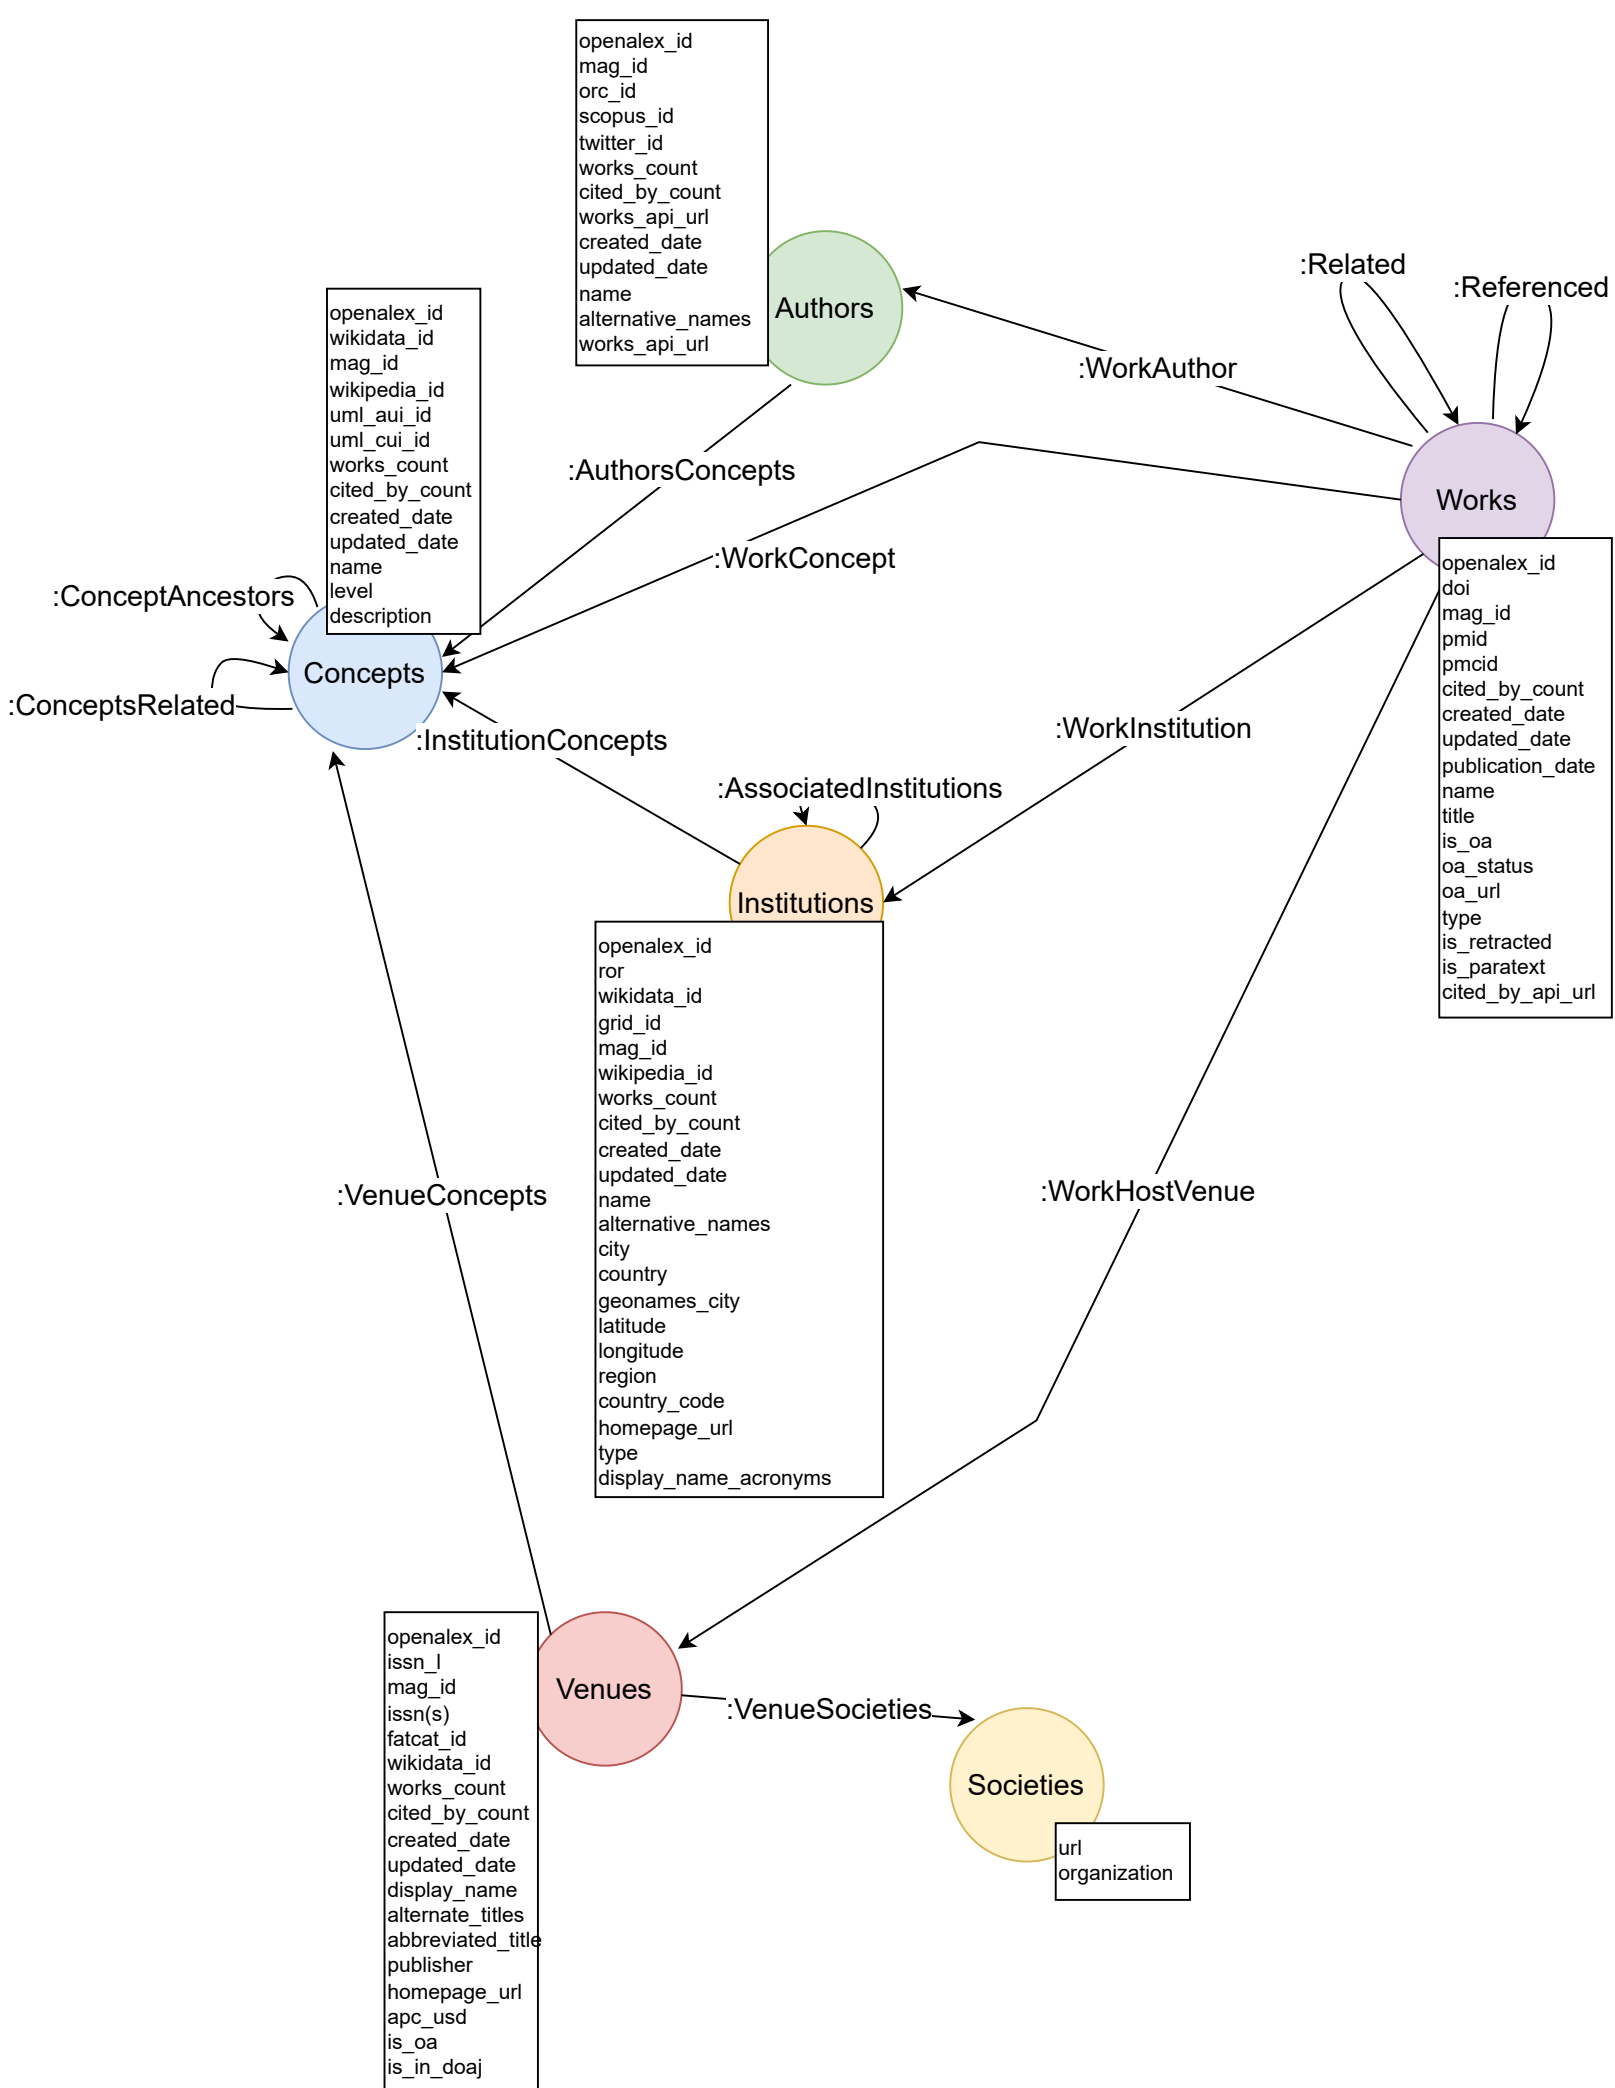 openalex_id
mag_id
orc_id
scopus_id
twitter_id
works_count
cited_by_count
works_api_url
created_date
updated_date
name
alternative_names
works_api_url
Authors
:Related
:Referenced
:WorkAuthor
openalex_id
wikidata_id
mag_id
wikipedia_id
uml_aui_id
uml_cui_id
works_count
cited_by_count
created_date
updated_date
name
level
description
:AuthorsConcepts
Works
:WorkConcept
:ConceptAncestors
Concepts
:ConceptsRelated
:InstitutionConcepts
:WorkInstitution
openalex_id
doi
mag_id
pmid
pmcid
cited_by_count
created_date
updated_date
publication_date
name
title
is_oa
oa_status
oa_url
type
is_retracted
is_paratext
cited_by_api_url
:AssociatedInstitutions
Institutions
openalex_id
ror
wikidata_id
grid_id
mag_id
wikipedia_id
works_count
cited_by_count
created_date
updated_date
name
alternative_names
city
country
geonames_city
latitude
longitude
region
country_code
homepage_url
type
display_name_acronyms
:VenueConcepts
:WorkHostVenue
openalex_id
issn_l
mag_id
issn(s)
fatcat_id
wikidata_id
works_count
cited_by_count
created_date
updated_date
display_name
alternate_titles
abbreviated_title
publisher
homepage_url
apc_usd
is_oa
is_in_doaj
Venues
:VenueSocieties
Societies
url
organization